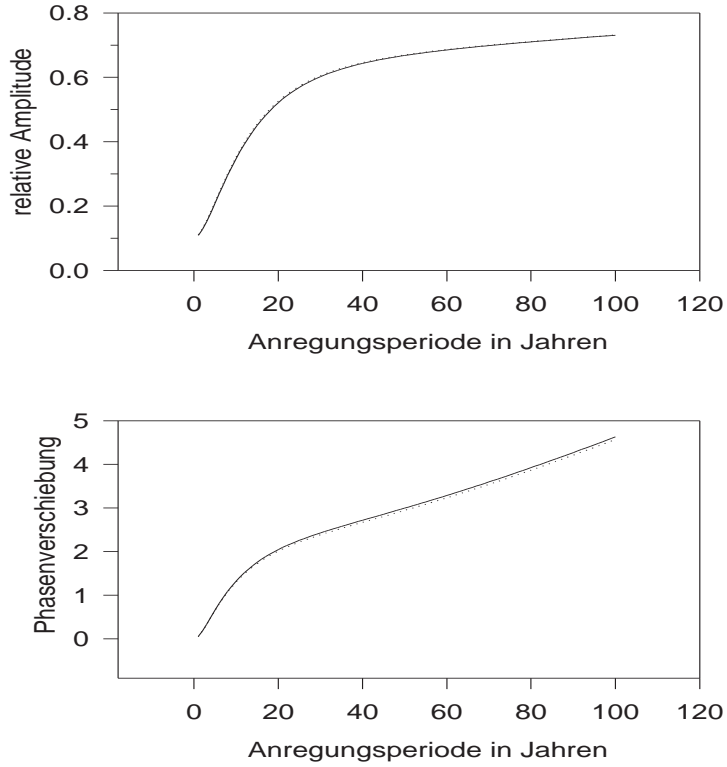 0.8
0.6
0.4
0.2
0.0
relative Amplitude
0 20 40 60 80 100 120
Anregungsperiode in Jahren
5
4
3
2
1
0
Phasenverschiebung
0 20 40 60 80 100 120
Anregungsperiode in Jahren